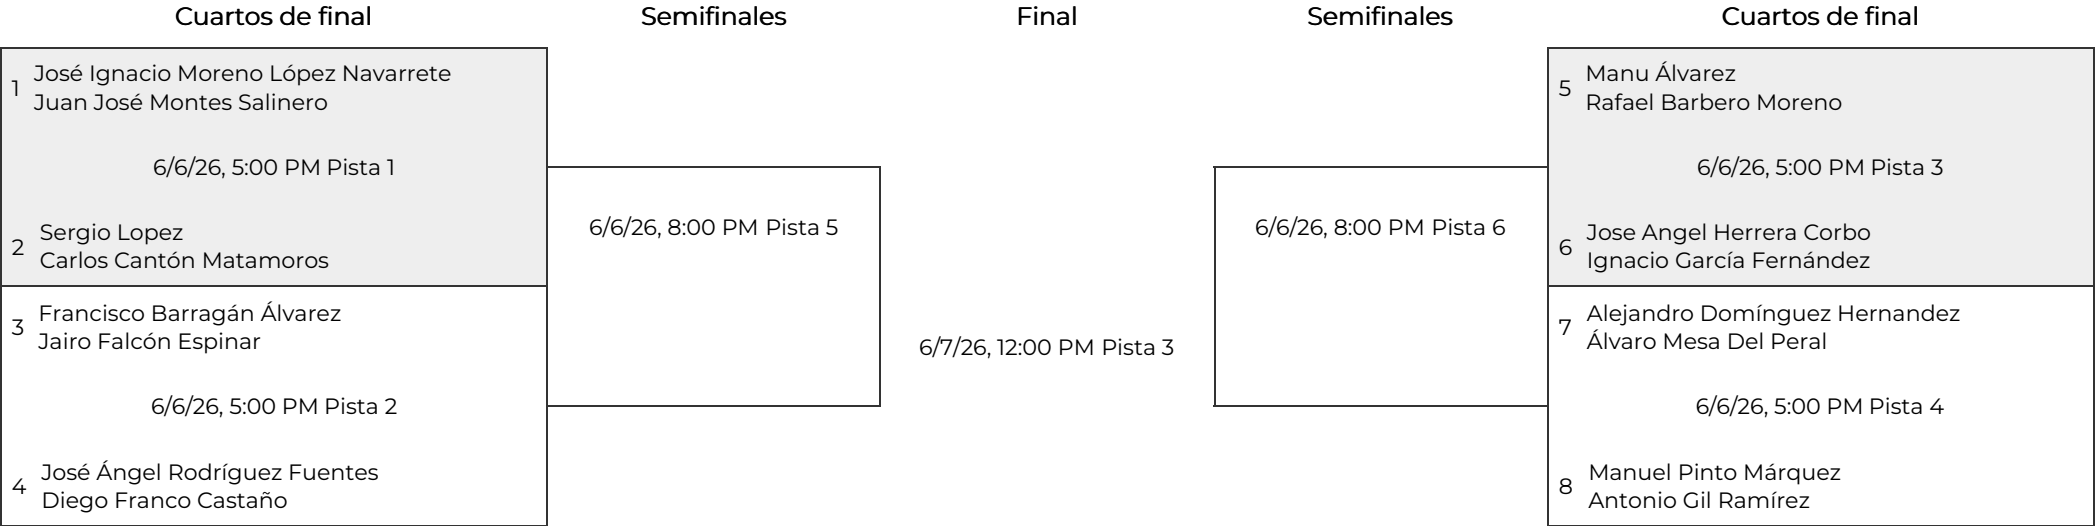 Cuartos de final
Semifinales
Final
Semifinales
Cuartos de final
1
José Ignacio Moreno López Navarrete
Juan José Montes Salinero
6/6/26, 5:00 PM Pista 1
2
Sergio Lopez
Carlos Cantón Matamoros
3
Francisco Barragán Álvarez
Jairo Falcón Espinar
6/6/26, 5:00 PM Pista 2
4
José Ángel Rodríguez Fuentes
Diego Franco Castaño
6/6/26, 8:00 PM Pista 5
6/7/26, 12:00 PM Pista 3
6/6/26, 8:00 PM Pista 6
5
Manu Álvarez
Rafael Barbero Moreno
6/6/26, 5:00 PM Pista 3
6
Jose Angel Herrera Corbo
Ignacio García Fernández
7
Alejandro Domínguez Hernandez
Álvaro Mesa Del Peral
6/6/26, 5:00 PM Pista 4
8
Manuel Pinto Márquez
Antonio Gil Ramírez